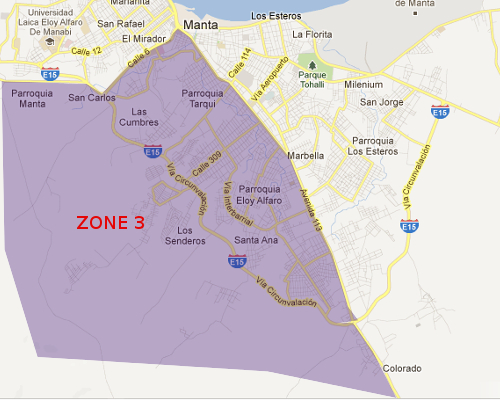 Universidad
Laica Eloy Alfaro
De Manabi
Manarina
San Rafael
El Mirador
Manta
Calle 12
Calle 6
Los Esteros
La Florita
de Manta
Calle 114
Vía Aeropuerto
Parque
Tohalli
Milenium
San Jorge
E15
Parroquia
Manta
San Carlos
Las
Cumbres
Parroquia
Tarqui
E15
Calle 309
Marbella
Parroquia
Los Esteros
E15
Vía Circunvalación
Vía Circunvalación
Vía Interbarrial
Parroquia
Eloy Alfaro
Avenida 113
ZONE 3
Los
Senderos
Santa Ana
E15
E15
Vía Circunvalación
Colorado